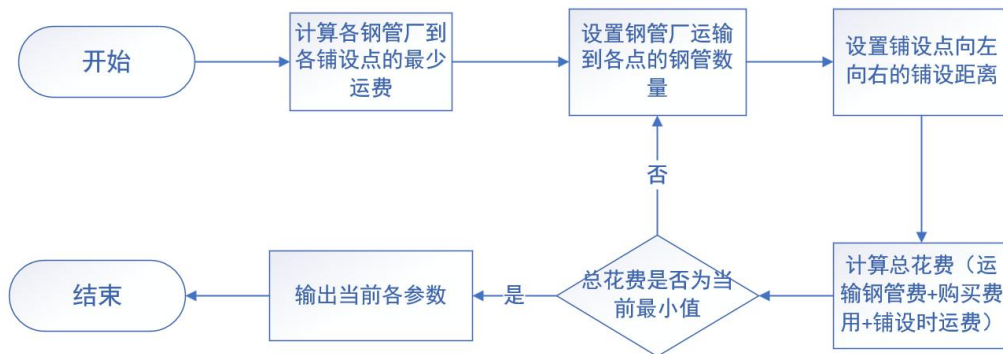 开始
计算各钢管厂到
各铺设点的最少
运费
设置钢管厂运输
到各点的钢管数
量
设置铺设点向左
向右的铺设距离
否
计算总花费（运
输钢管费+购买费
用+铺设时运费）
总花费是否为当
前最小值
是
输出当前各参数
结束